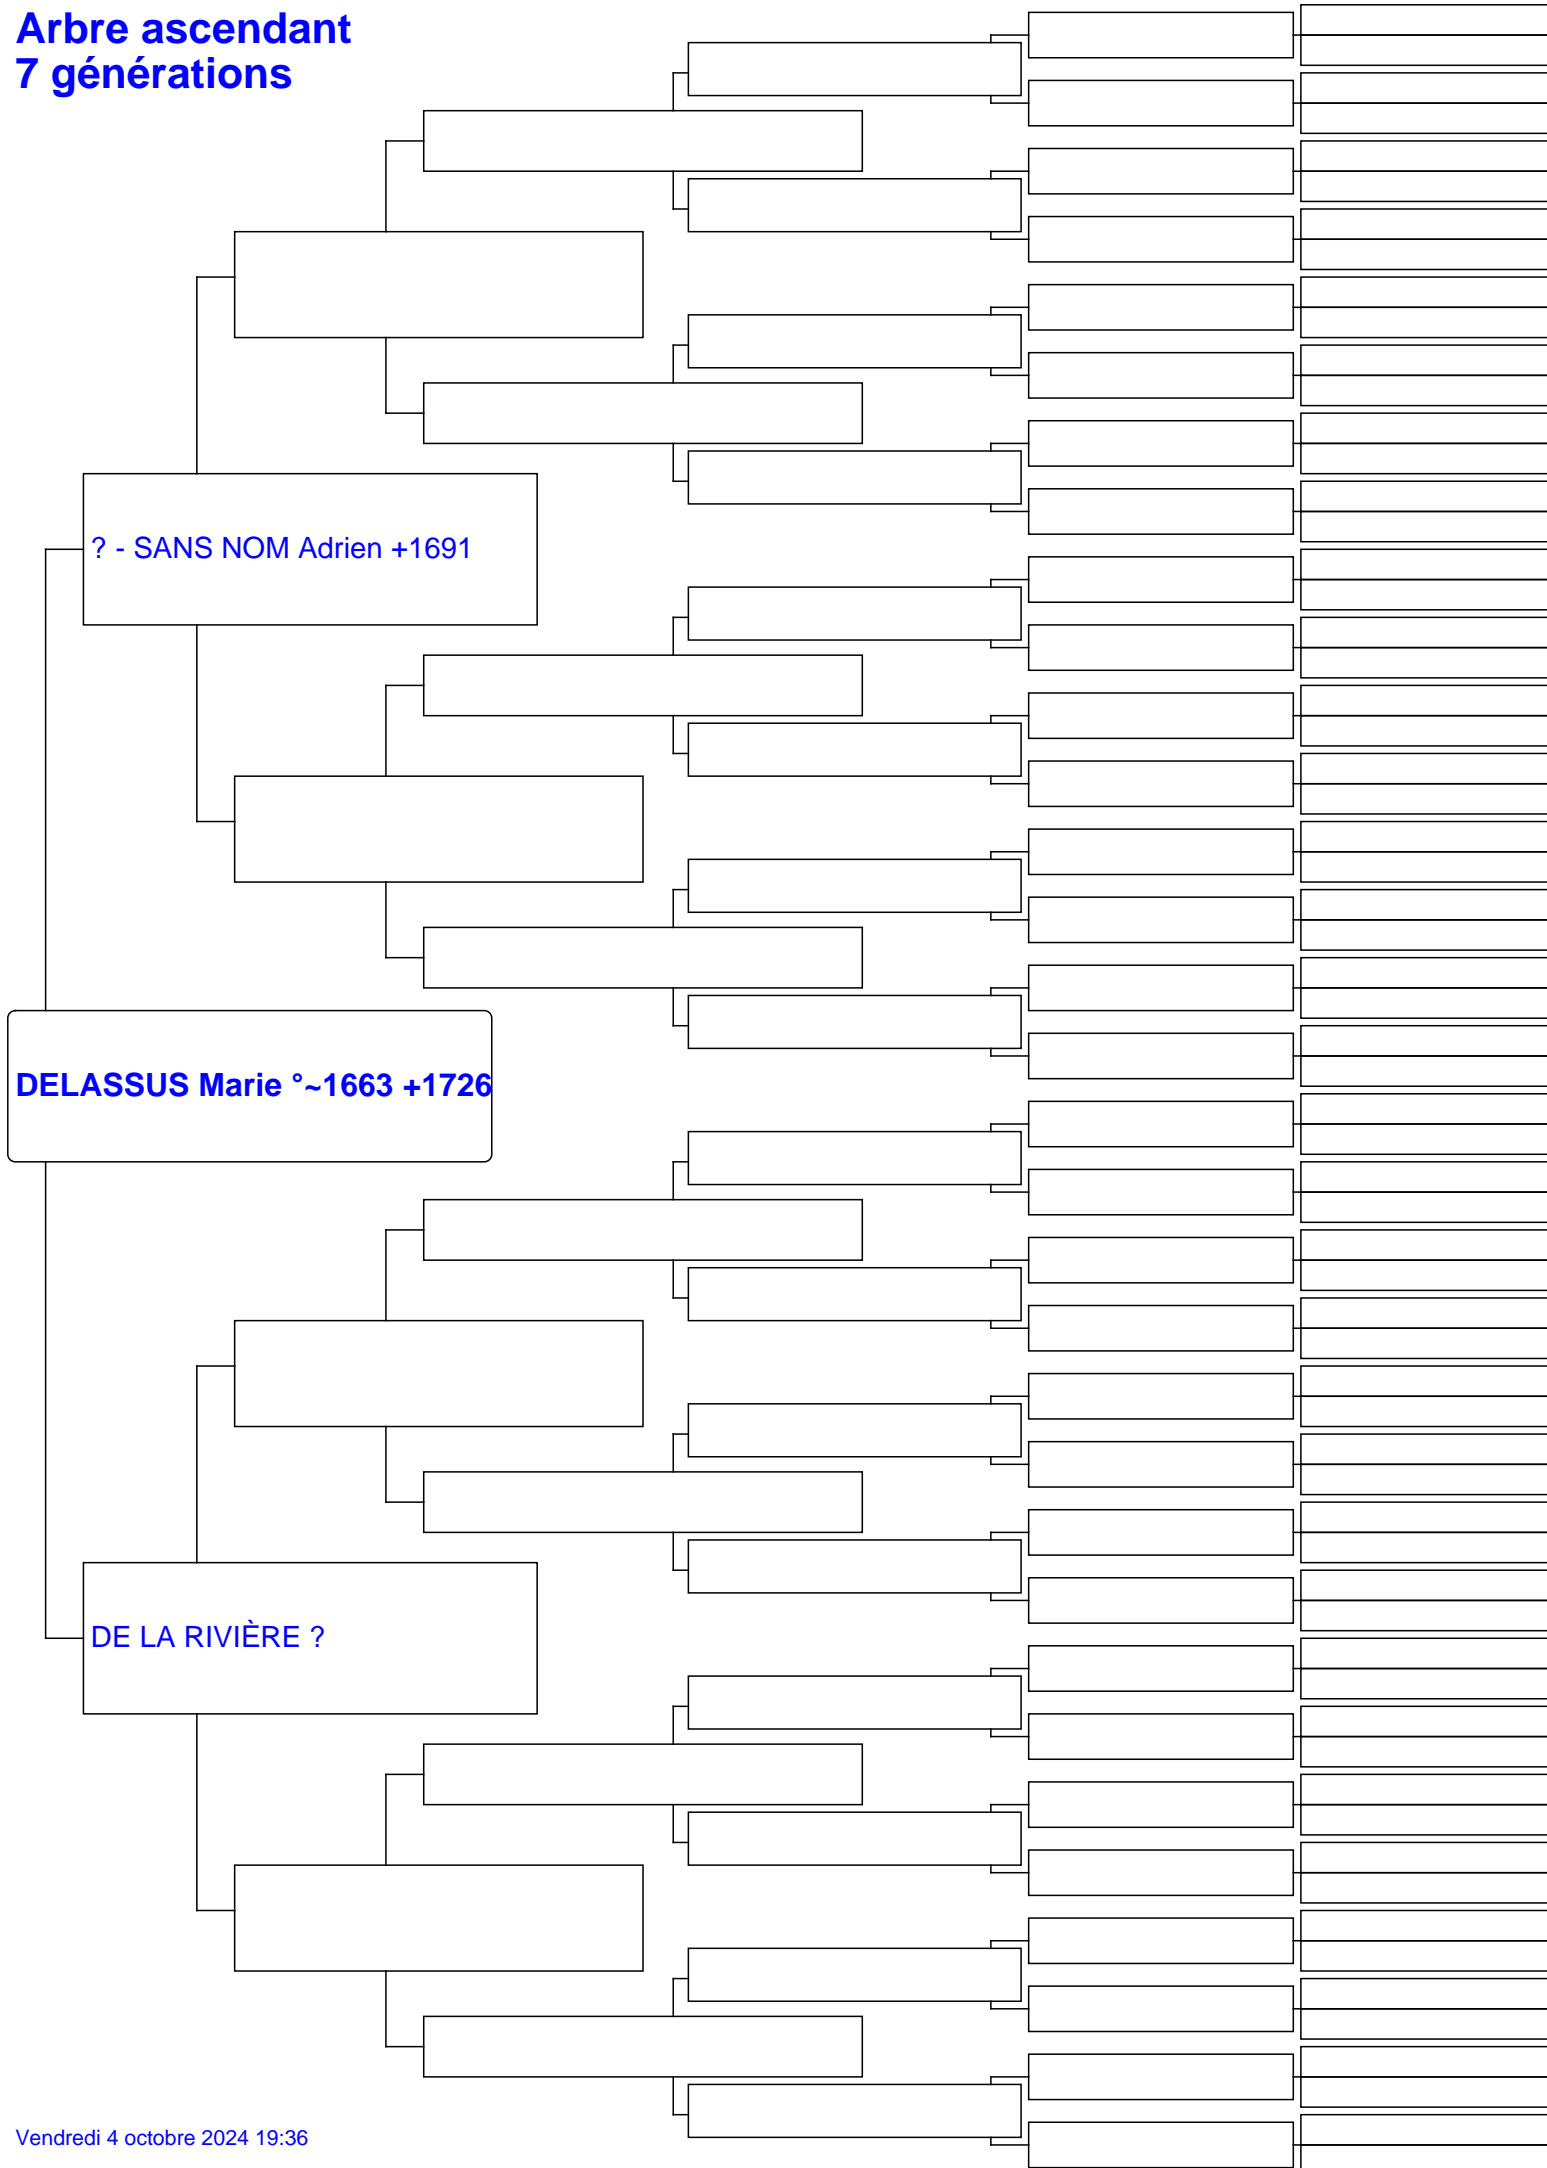 Arbre ascendant
7 générations
? - SANS NOM Adrien +1691
DELASSUS Marie °~1663 +1726
DE LA RIVIÈRE ?
Vendredi 4 octobre 2024 19:36